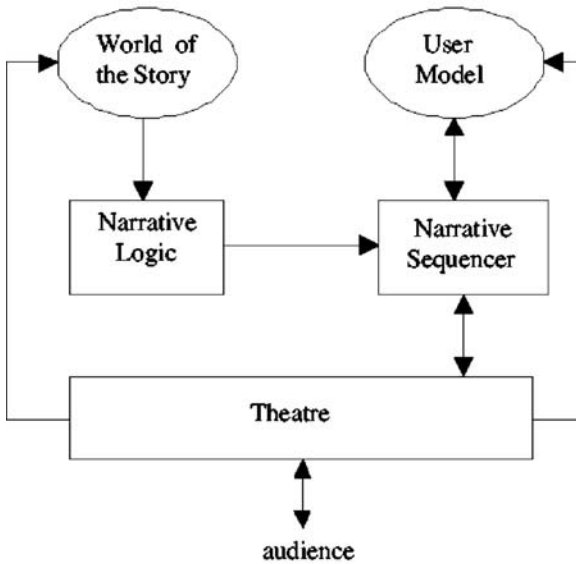 World of
the Story
User
Model
Narrative
Logic
Narrative
Sequencer
Theatre
audience